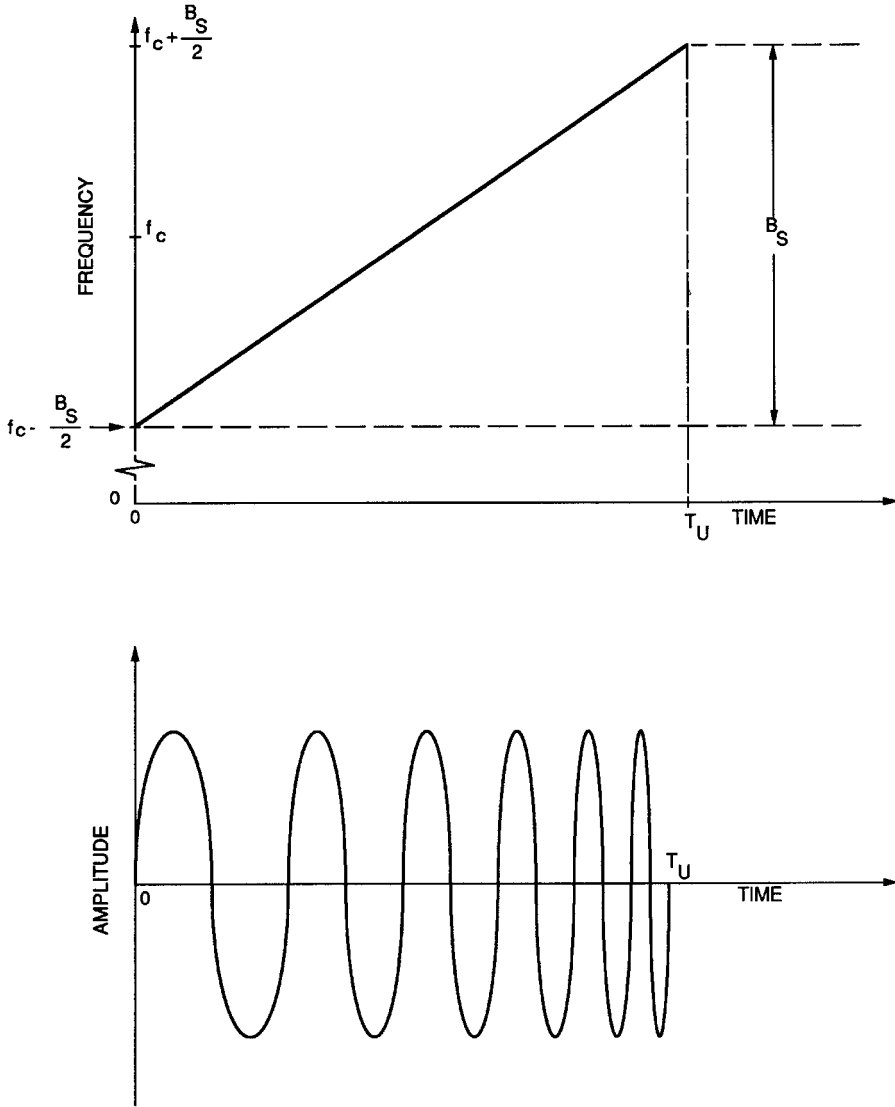 f_c + B_S/2
FREQUENCY
f_c
B_S
f_c - B_S/2
0
0
T_U
TIME
AMPLITUDE
0
T_U
TIME